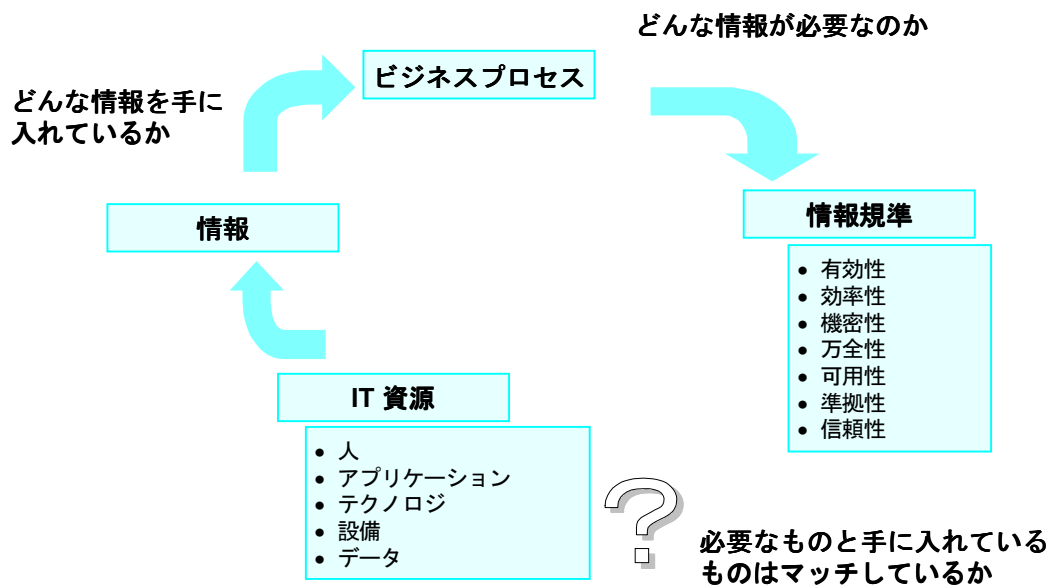 どんな情報が必要なのか
ビジネスプロセス
どんな情報を手に
入れているか
情報規準
情報
• 有効性
• 効率性
• 機密性
• 万全性
• 可用性
• 準拠性
• 信頼性
IT 資源
• 人
• アプリケーション
• テクノロジ
• 設備
• データ
?
必要なものと手に入れている
ものはマッチしているか